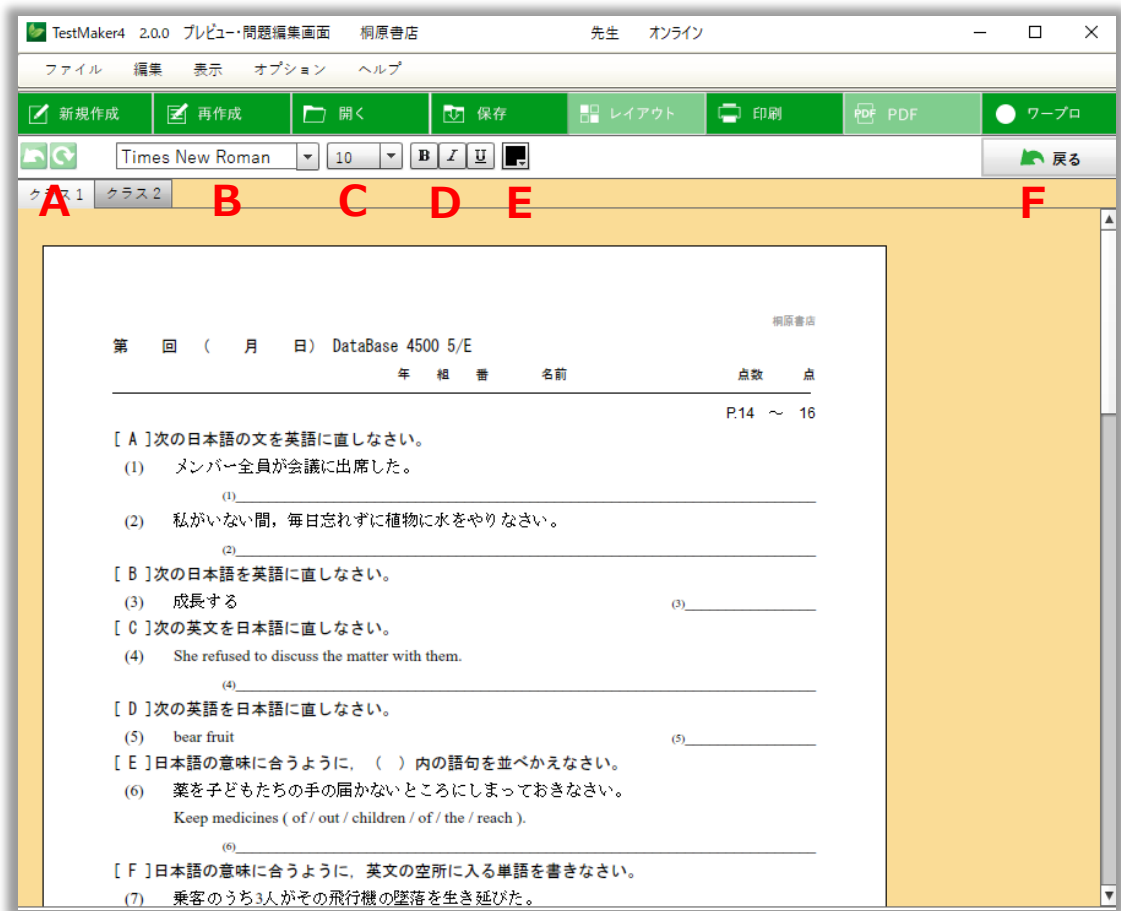 TestMaker4 2.0.0 プレビュー・問題編集画面 桐原書店 先生 オンライン
ファイル 編集 表示 オプション ヘルプ
新規作成 再作成 開く 保存 レイアウト 印刷 PDF PDF ワープロ
Times New Roman 10 B I U 戻る
クラス1 クラス2
A B C D E F
桐原書店
第 回 ( 月 日) DataBase 4500 5/E
年 組 番 名前 点数 点
P.14 ～ 16
[ A ]次の日本語の文を英語に直しなさい。
(1) メンバー全員が会議に出席した。
(1)
(2) 私がいない間，毎日忘れずに植物に水をやりなさい。
(2)
[ B ]次の日本語を英語に直しなさい。
(3) 成長する (3)
[ C ]次の英文を日本語に直しなさい。
(4) She refused to discuss the matter with them.
(4)
[ D ]次の英語を日本語に直しなさい。
(5) bear fruit (5)
[ E ]日本語の意味に合うように，（ ）内の語句を並べかえなさい。
(6) 薬を子どもたちの手の届かないところにしまっておきなさい。
Keep medicines ( of / out / children / of / the / reach ).
(6)
[ F ]日本語の意味に合うように，英文の空所に入る単語を書きなさい。
(7) 乗客のうち3人がその飛行機の墜落を生き延びた。